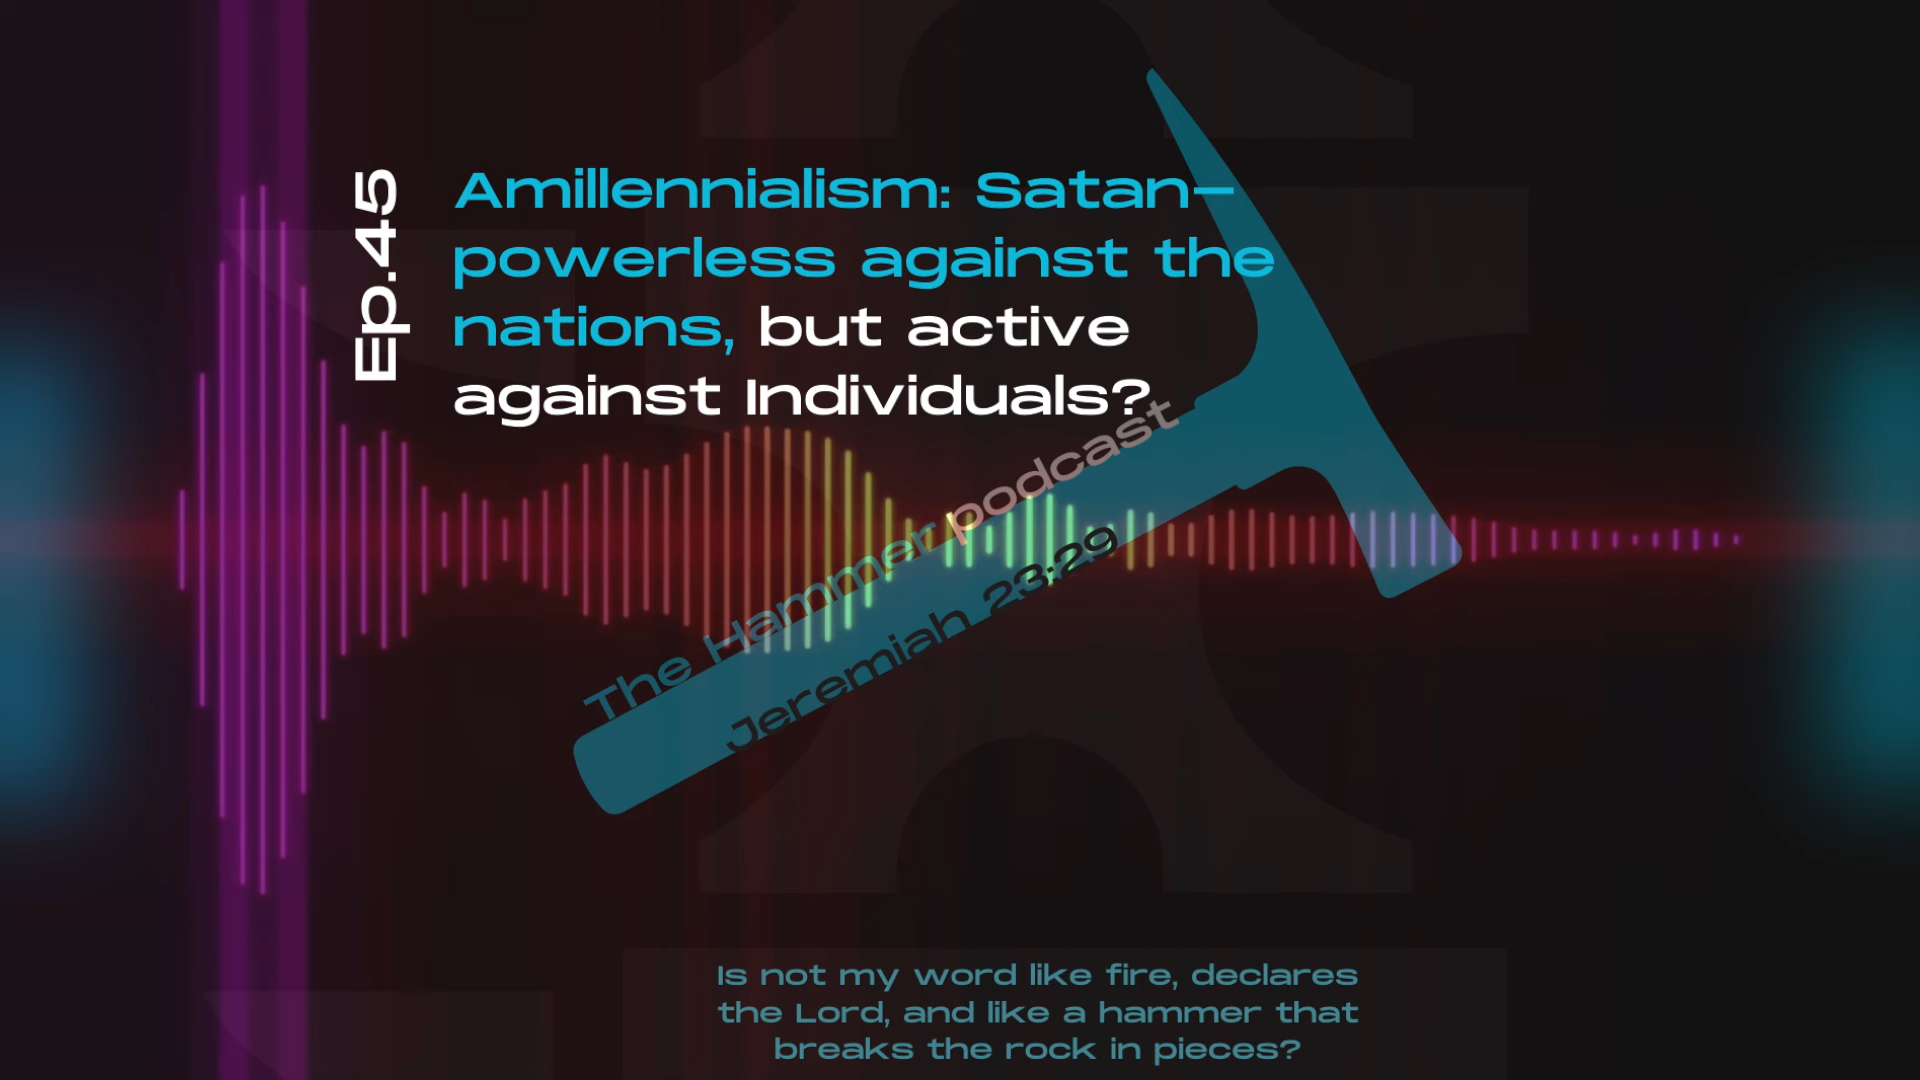 Ep.45
Amillennialism: Satan–
powerless against the
nations, but active
against Individuals?
The Hammer podcast
Jeremiah 23:29
Is not my word like fire, declares
the Lord, and like a hammer that
breaks the rock in pieces?